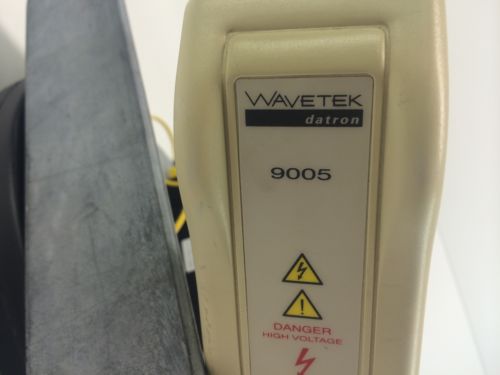 WAVETEK
datron
9005
DANGER
HIGH VOLTAGE